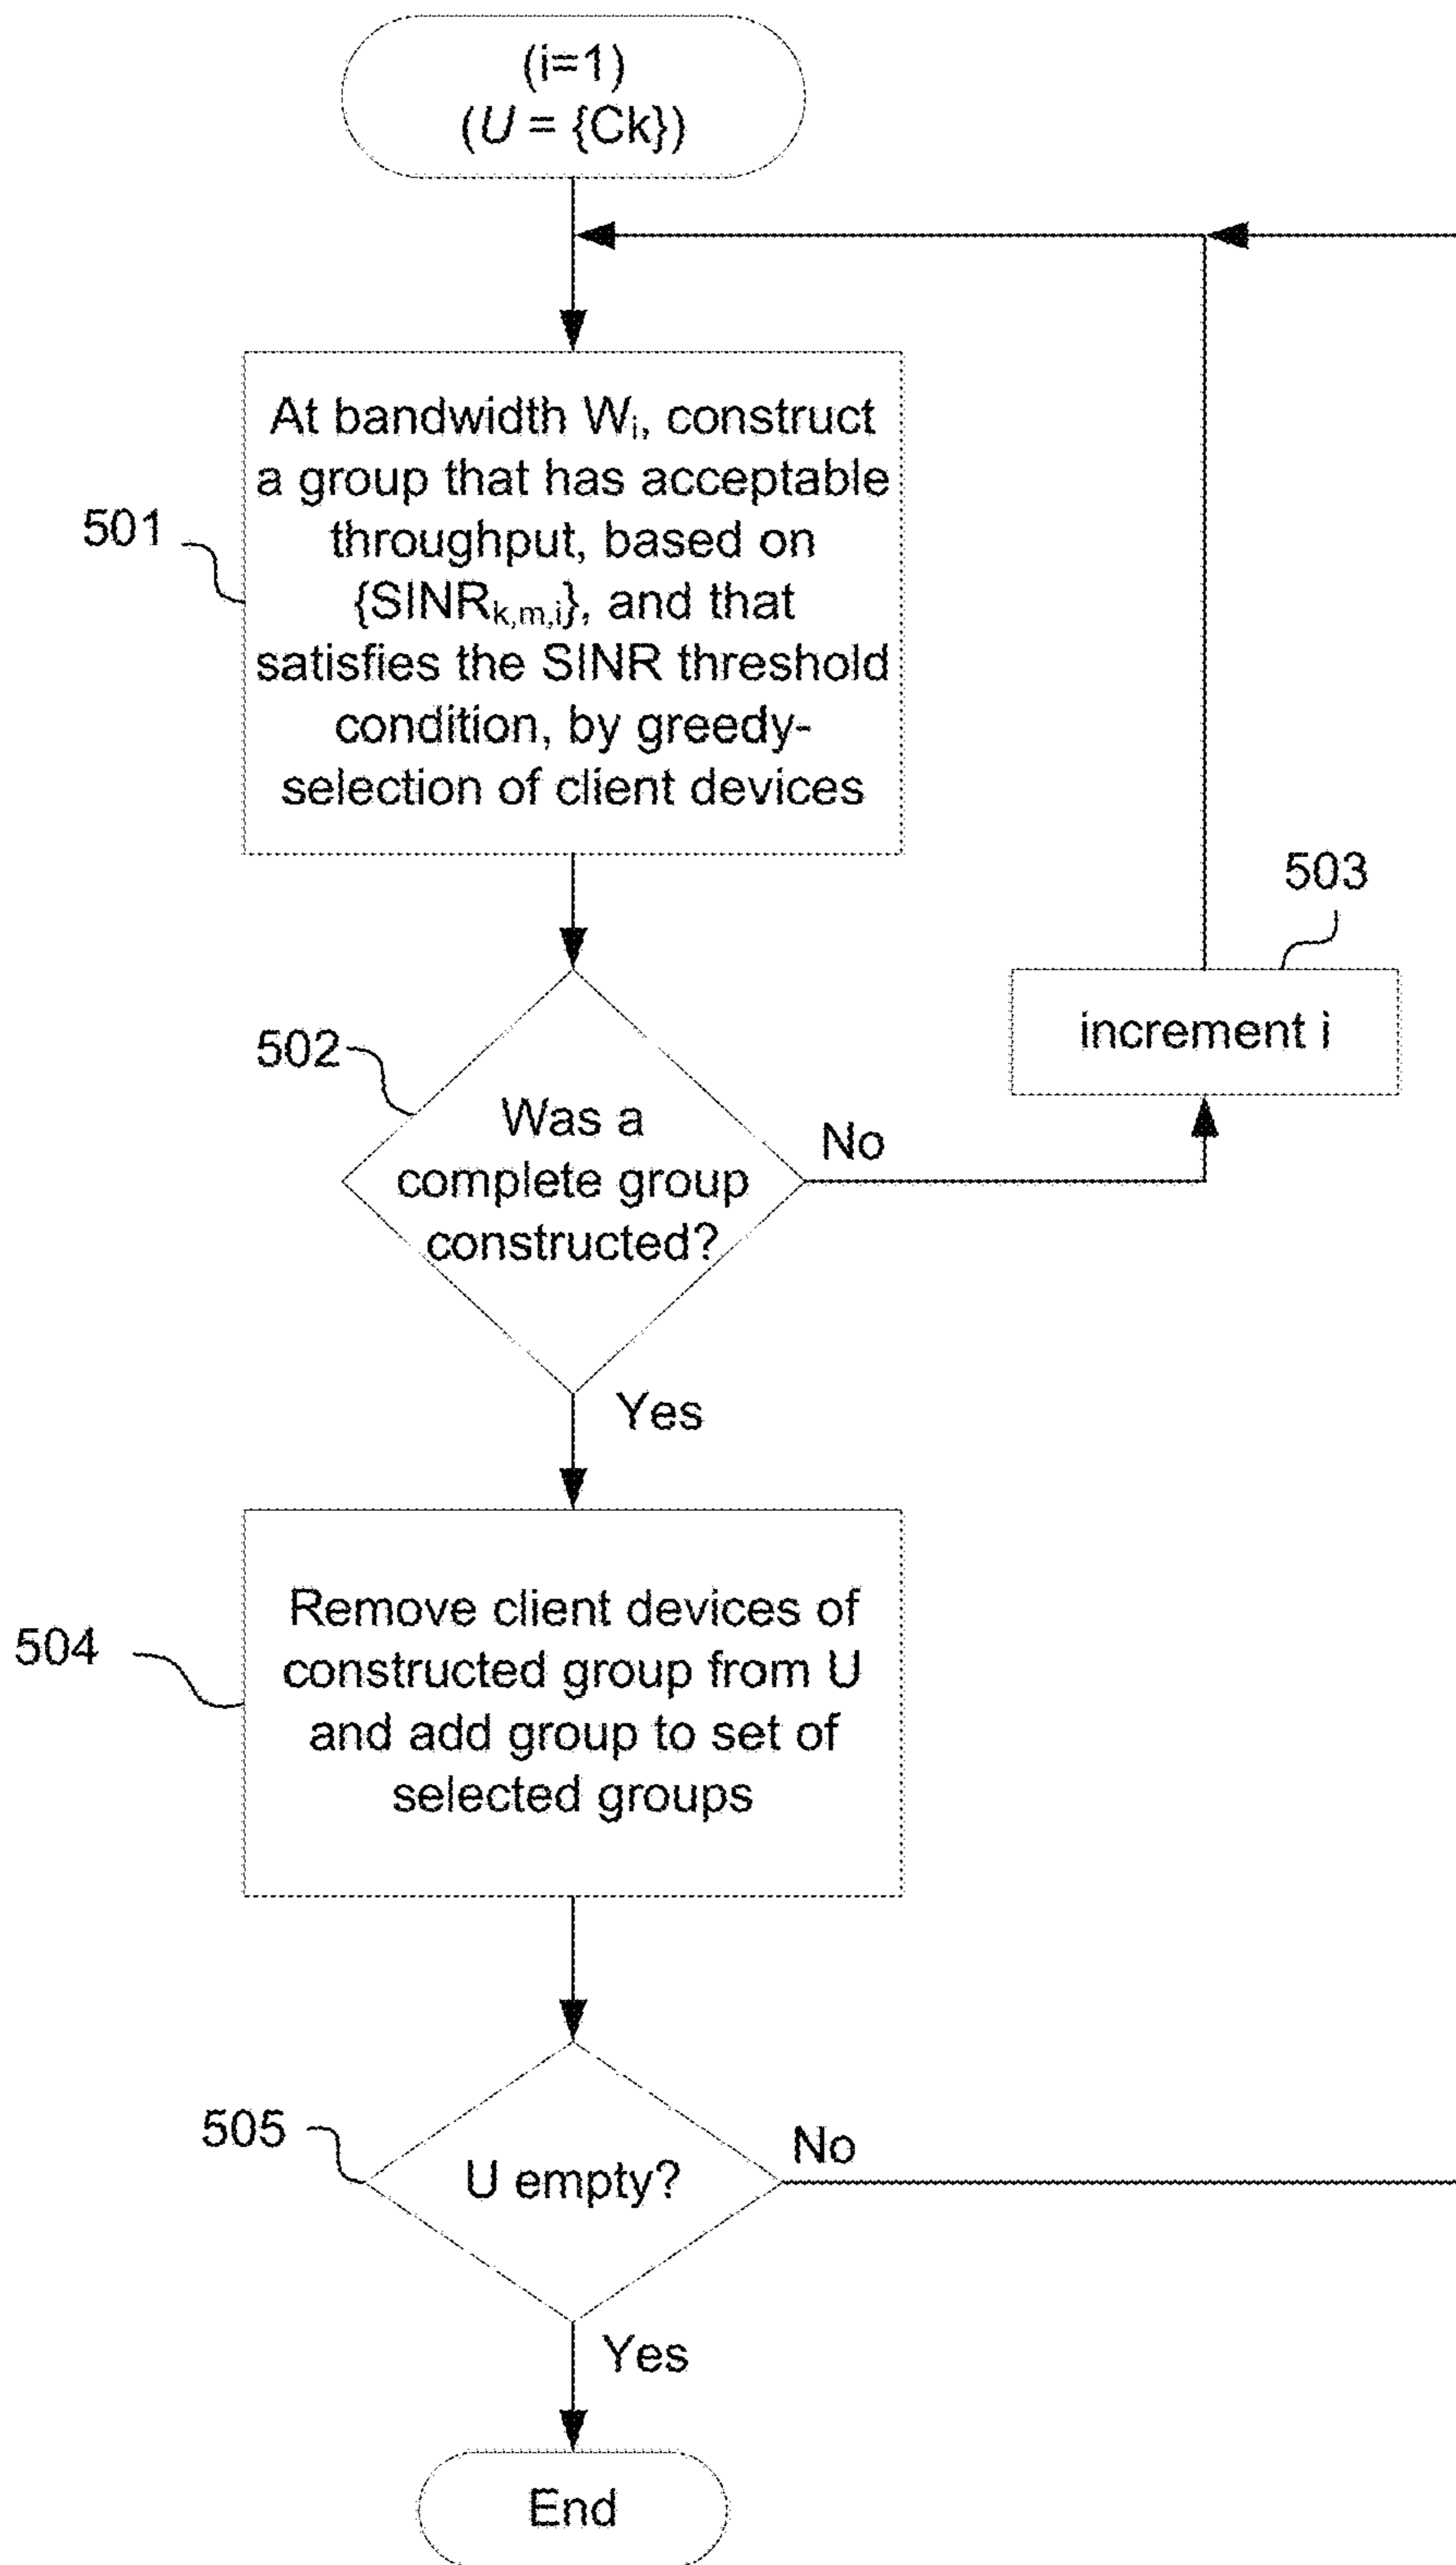 (i=1)
(U = {Ck})
501
At bandwidth Wi, construct
a group that has acceptable
throughput, based on
{SINRk,m,i}, and that
satisfies the SINR threshold
condition, by greedy-
selection of client devices
503
increment i
502
Was a
complete group
constructed?
No
Yes
504
Remove client devices of
constructed group from U
and add group to set of
selected groups
505
U empty?
No
Yes
End